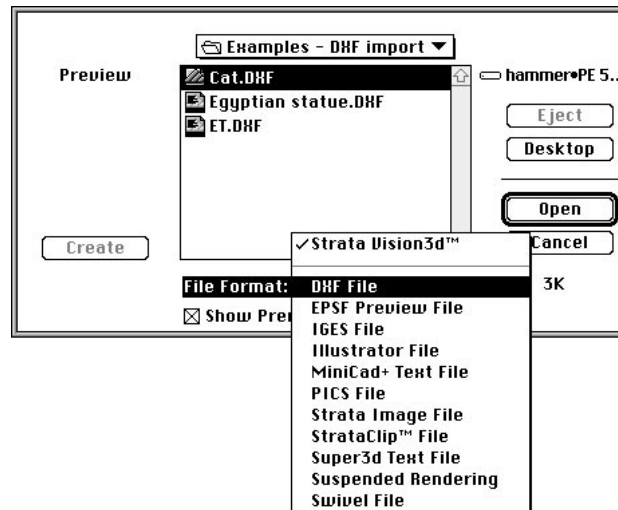 Examples - DXF import
Preview
Cat.DXF
hammer•PE 5..
Egyptian statue.DXF
ET.DXF
Eject
Desktop
Open
Create
✓Strata Vision3d™
Cancel
File Format:
DXF File
3K
EPSF Preview File
Show Pre
IGES File
Illustrator File
MiniCad+ Text File
PICS File
Strata Image File
StrataClip™ File
Super3d Text File
Suspended Rendering
Swivel File